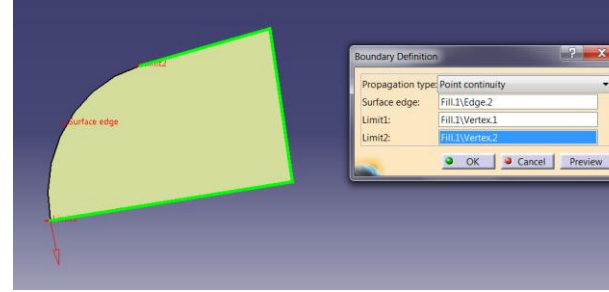 Limit2
Surface edge
Boundary Definition
Propagation type: Point continuity
Surface edge: Fill.1\Edge.2
Limit1: Fill.1\Vertex.1
Limit2: Fill.1\Vertex.2
OK Cancel Preview